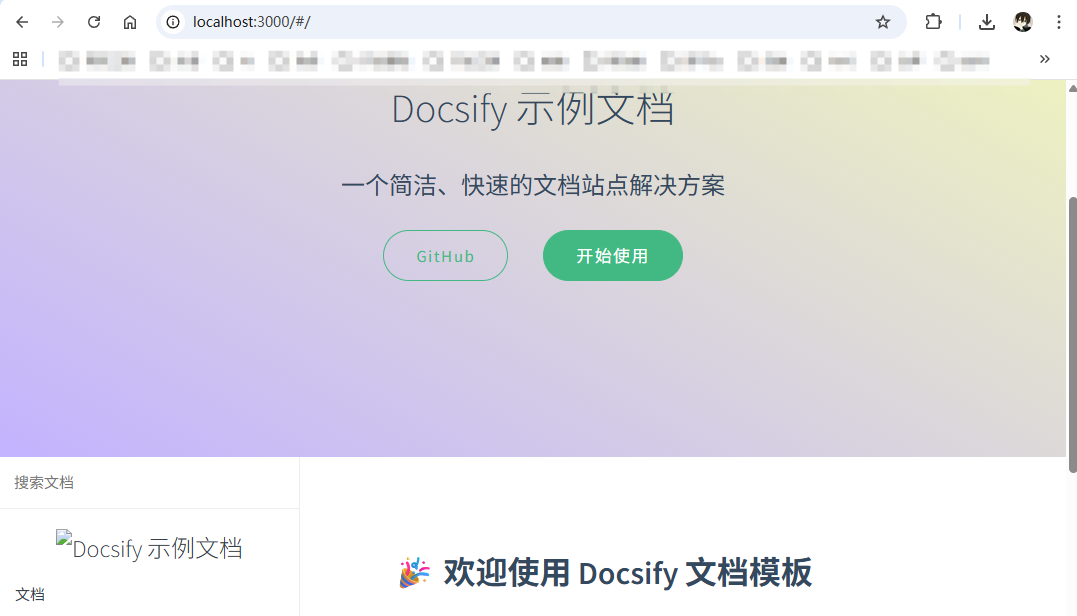 localhost:3000/#/
Docsify 示例文档
一个简洁、快速的文档站点解决方案
GitHub
开始使用
搜索文档
Docsify 示例文档
文档
🎉 欢迎使用 Docsify 文档模板